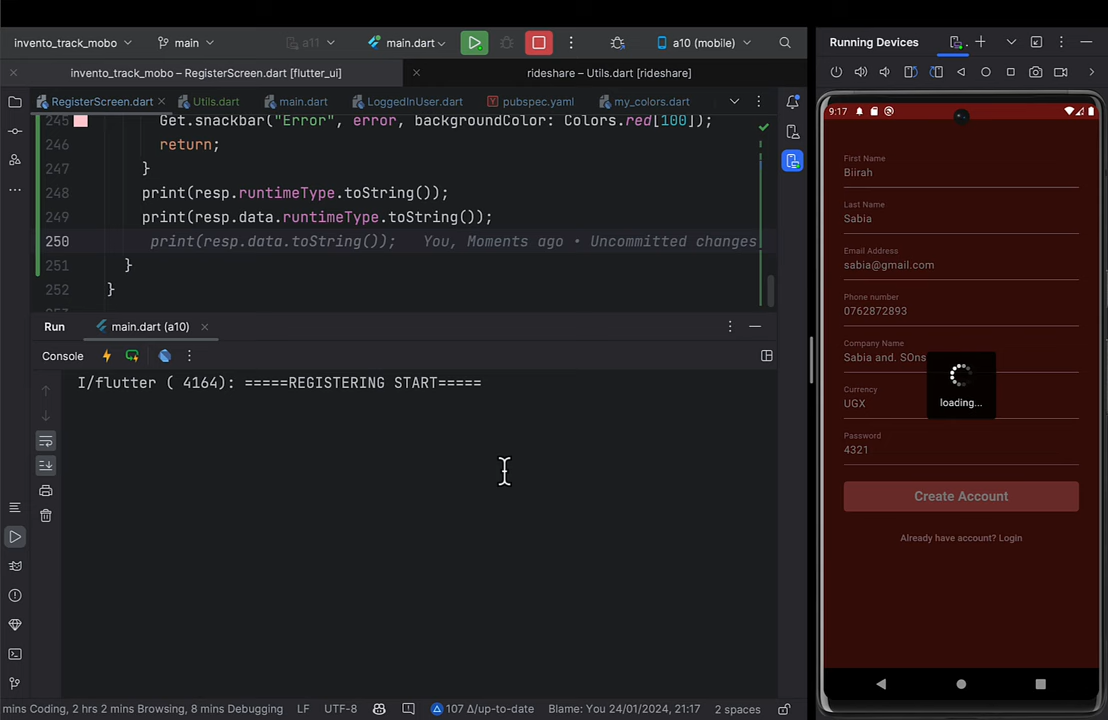 invento_track_mobo
main
a11
main.dart
a10 (mobile)
Running Devices
invento_track_mobo – RegisterScreen.dart [flutter_ui]
rideshare – Utils.dart [rideshare]
RegisterScreen.dart
Utils.dart
main.dart
LoggedInUser.dart
pubspec.yaml
my_colors.dart
245 Get.snackbar("Error", error, backgroundColor: Colors.red[100]);
246 return;
247 }
248 print(resp.runtimeType.toString());
249 print(resp.data.runtimeType.toString());
250 print(resp.data.toString()); You, Moments ago • Uncommitted changes
251 }
252 }
Run
main.dart (a10)
Console
I/flutter ( 4164): =====REGISTERING START=====
mins Coding, 2 hrs 2 mins Browsing, 8 mins Debugging
LF
UTF-8
107 Δ/up-to-date
Blame: You 24/01/2024, 21:17
2 spaces
9:17
First Name
Biirah
Last Name
Sabia
Email Address
sabia@gmail.com
Phone number
0762872893
Company Name
Sabia and. SOns
loading...
Currency
UGX
Password
4321
Create Account
Already have account? Login